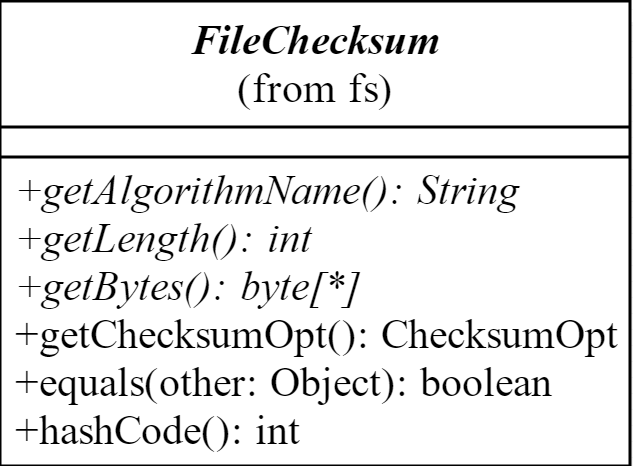 FileChecksum
(from fs)
+getAlgorithmName(): String
+getLength(): int
+getBytes(): byte[*]
+getChecksumOpt(): ChecksumOpt
+equals(other: Object): boolean
+hashCode(): int